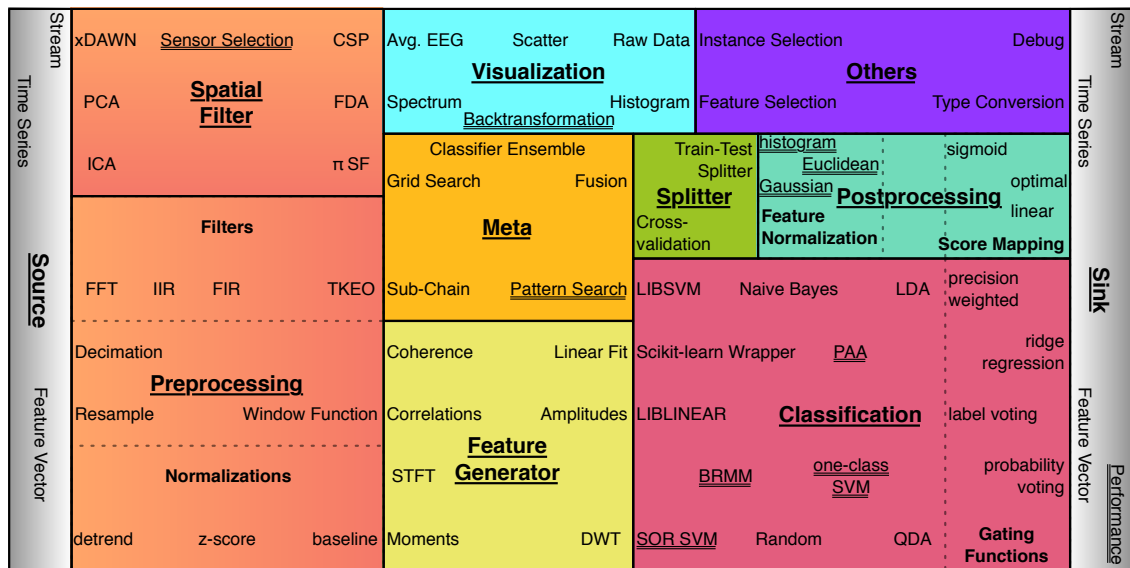 Stream
Time Series
Source
Feature Vector
xDAWN Sensor Selection CSP
Spatial
Filter
PCA FDA
ICA π SF
Filters
FFT IIR FIR TKEO
Decimation
Preprocessing
Resample Window Function
Normalizations
detrend z-score baseline
Avg. EEG Scatter Raw Data
Visualization
Spectrum Histogram
Backtransformation
Instance Selection Debug
Others
Feature Selection Type Conversion
Classifier Ensemble
Grid Search Fusion
Meta
Sub-Chain Pattern Search
Train-Test
Splitter
Splitter
Cross-
validation
histogram
Euclidean
Gaussian
Postprocessing
Feature
Normalization
sigmoid
optimal
linear
Score Mapping
Coherence Linear Fit
Correlations Amplitudes
Feature
Generator
STFT
Moments DWT
LIBSVM Naive Bayes LDA
Scikit-learn Wrapper PAA
LIBLINEAR
Classification
BRMM
one-class
SVM
SOR SVM Random QDA
precision
weighted
ridge
regression
label voting
probability
voting
Gating
Functions
Stream
Time Series
Sink
Feature Vector
Performance